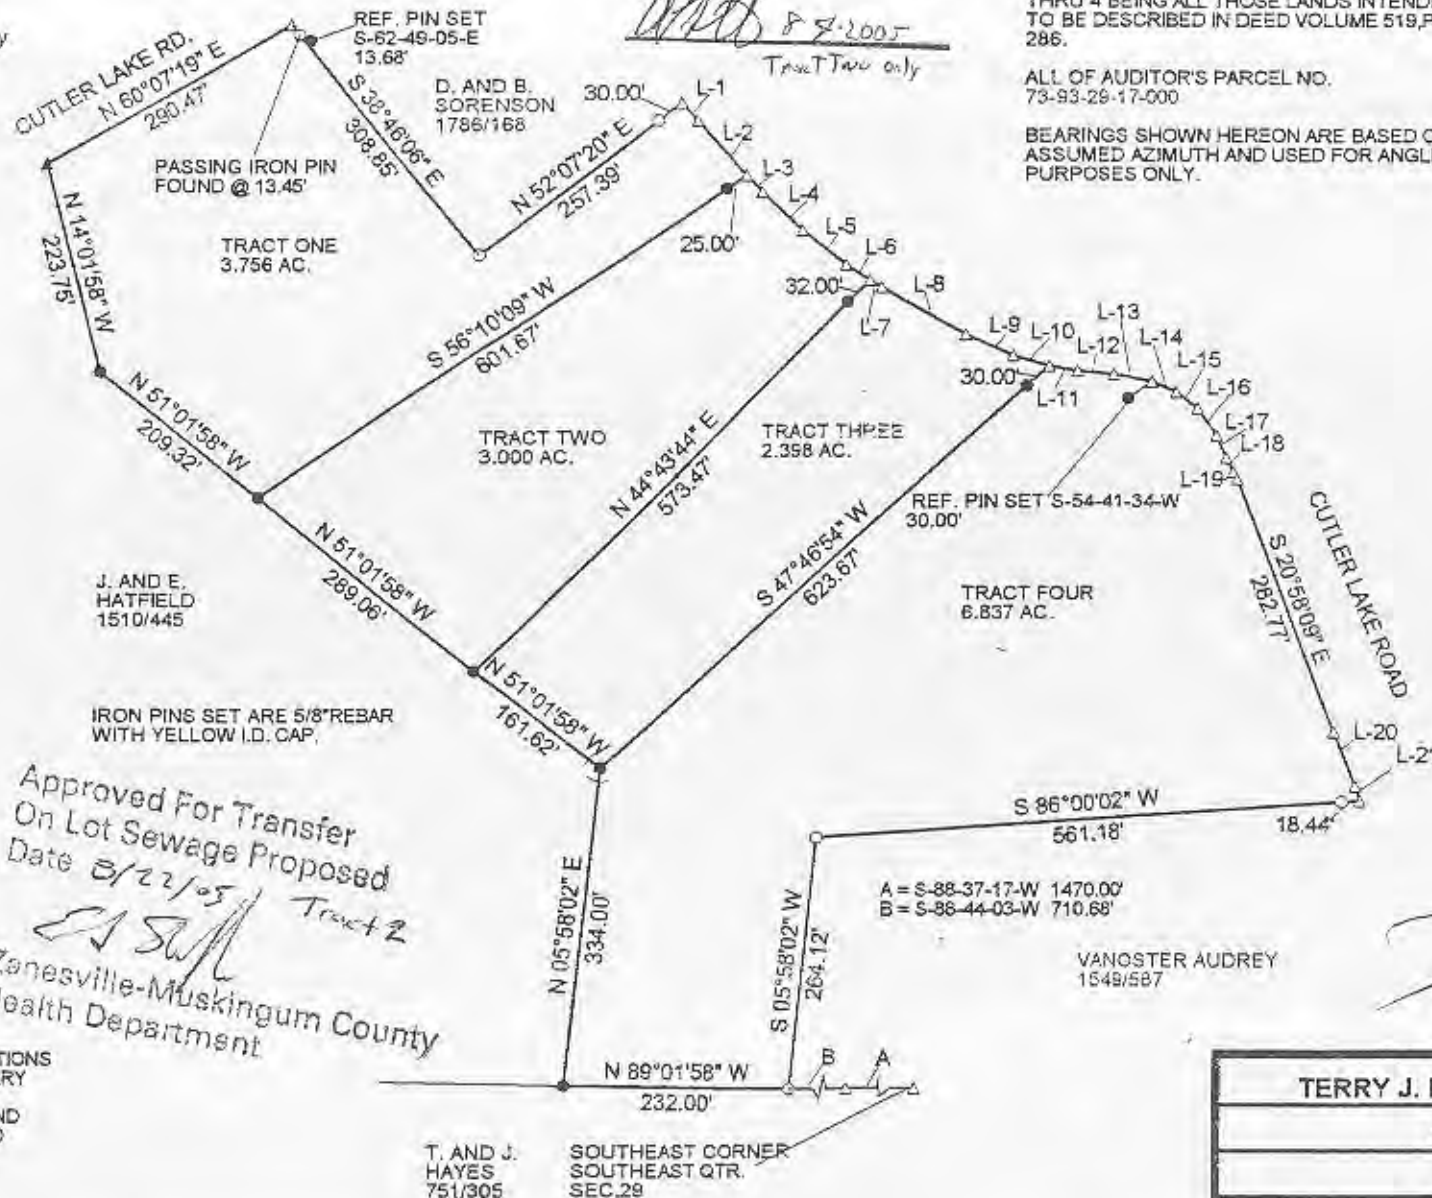 REF. PIN SET
S-62-49-05-E
13.68'
CUTLER LAKE RD.
N 60°07'19" E
290.47'
8 2005
Tract Two only
TO BE DESCRIBED IN DEED VOLUME 519,P
286.
ALL OF AUDITOR'S PARCEL NO.
73-93-29-17-000
BEARINGS SHOWN HEREON ARE BASED O
ASSUMED AZIMUTH AND USED FOR ANGL
PURPOSES ONLY.
D. AND B.
SORENSON
1786/168
S 38°46'06" E
308.85'
PASSING IRON PIN
FOUND @ 13.45'
N 14°01'58" W
223.75'
TRACT ONE
3.756 AC.
30.00'
N 52°07'20" E
257.39'
L-1
L-2
L-3
L-4
L-5
L-6
L-7
L-8
L-9
L-10
L-11
L-12
L-13
L-14
L-15
L-16
L-17
L-18
L-19
25.00'
32.00'
30.00'
S 56°10'09" W
601.67'
N 51°01'58" W
209.32'
TRACT TWO
3.000 AC.
N 44°43'44" E
573.47'
TRACT THREE
2.398 AC.
REF. PIN SET S-54-41-34-W
30.00'
N 51°01'58" W
289.06'
S 47°46'54" W
623.67'
TRACT FOUR
6.837 AC.
CUTLER LAKE ROAD
S 20°58'09" E
282.77'
J. AND E.
HATFIELD
1510/445
N 51°01'58" W
161.62'
IRON PINS SET ARE 5/8"REBAR
WITH YELLOW I.D. CAP.
L-20
L-2
S 86°00'02" W
561.18'
18.44'
Approved For Transfer
On Lot Sewage Proposed
Date 8/22/05 Tract 2
Zanesville-Muskingum County
Health Department
N 05°58'02" E
334.00'
S 05°58'02" W
264.12'
A = S-88-37-17-W 1470.00'
B = S-88-44-03-W 710.68'
VANOSTER AUDREY
1549/587
TIONS
RY
ND
N 89°01'58" W
232.00'
B
A
TERRY J.
T. AND J.
HAYES
751/305
SOUTHEAST CORNER
SOUTHEAST QTR.
SEC.29